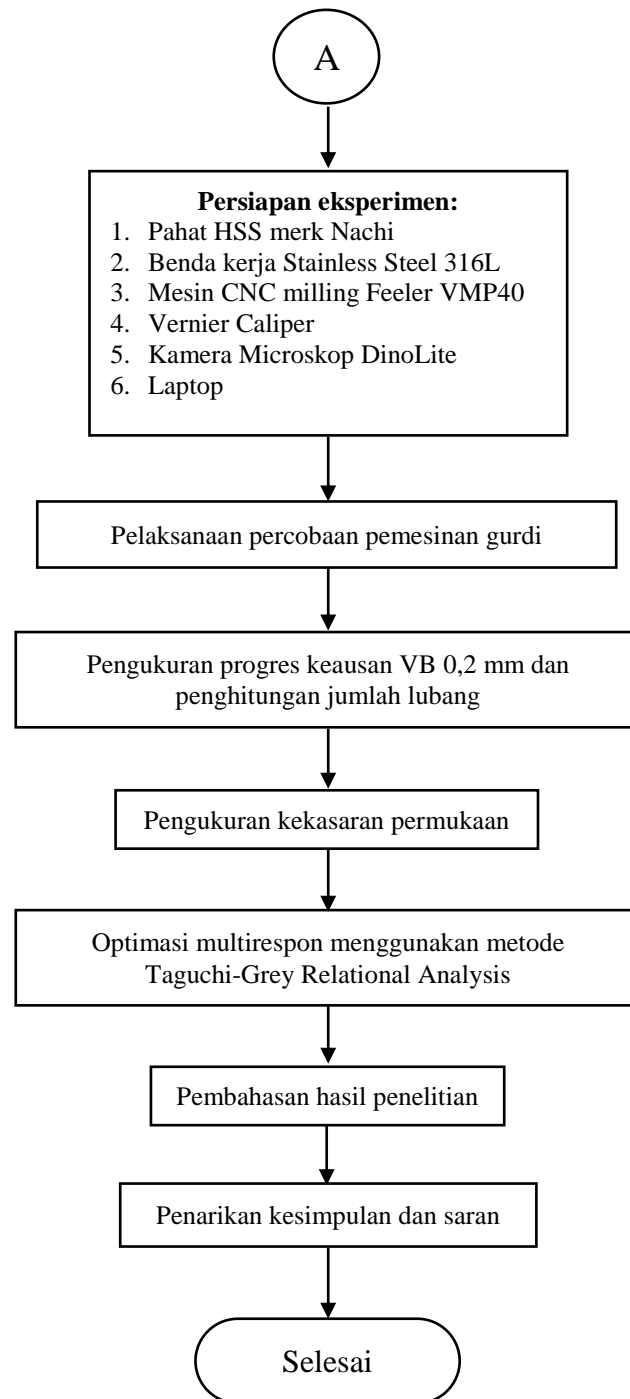 A
Persiapan eksperimen:
1. Pahat HSS merk Nachi
2. Benda kerja Stainless Steel 316L
3. Mesin CNC milling Feeler VMP40
4. Vernier Caliper
5. Kamera Microskop DinoLite
6. Laptop
Pelaksanaan percobaan pemesinan gurdi
Pengukuran progres keausan VB 0,2 mm dan
penghitungan jumlah lubang
Pengukuran kekasaran permukaan
Optimasi multirespon menggunakan metode
Taguchi-Grey Relational Analysis
Pembahasan hasil penelitian
Penarikan kesimpulan dan saran
Selesai